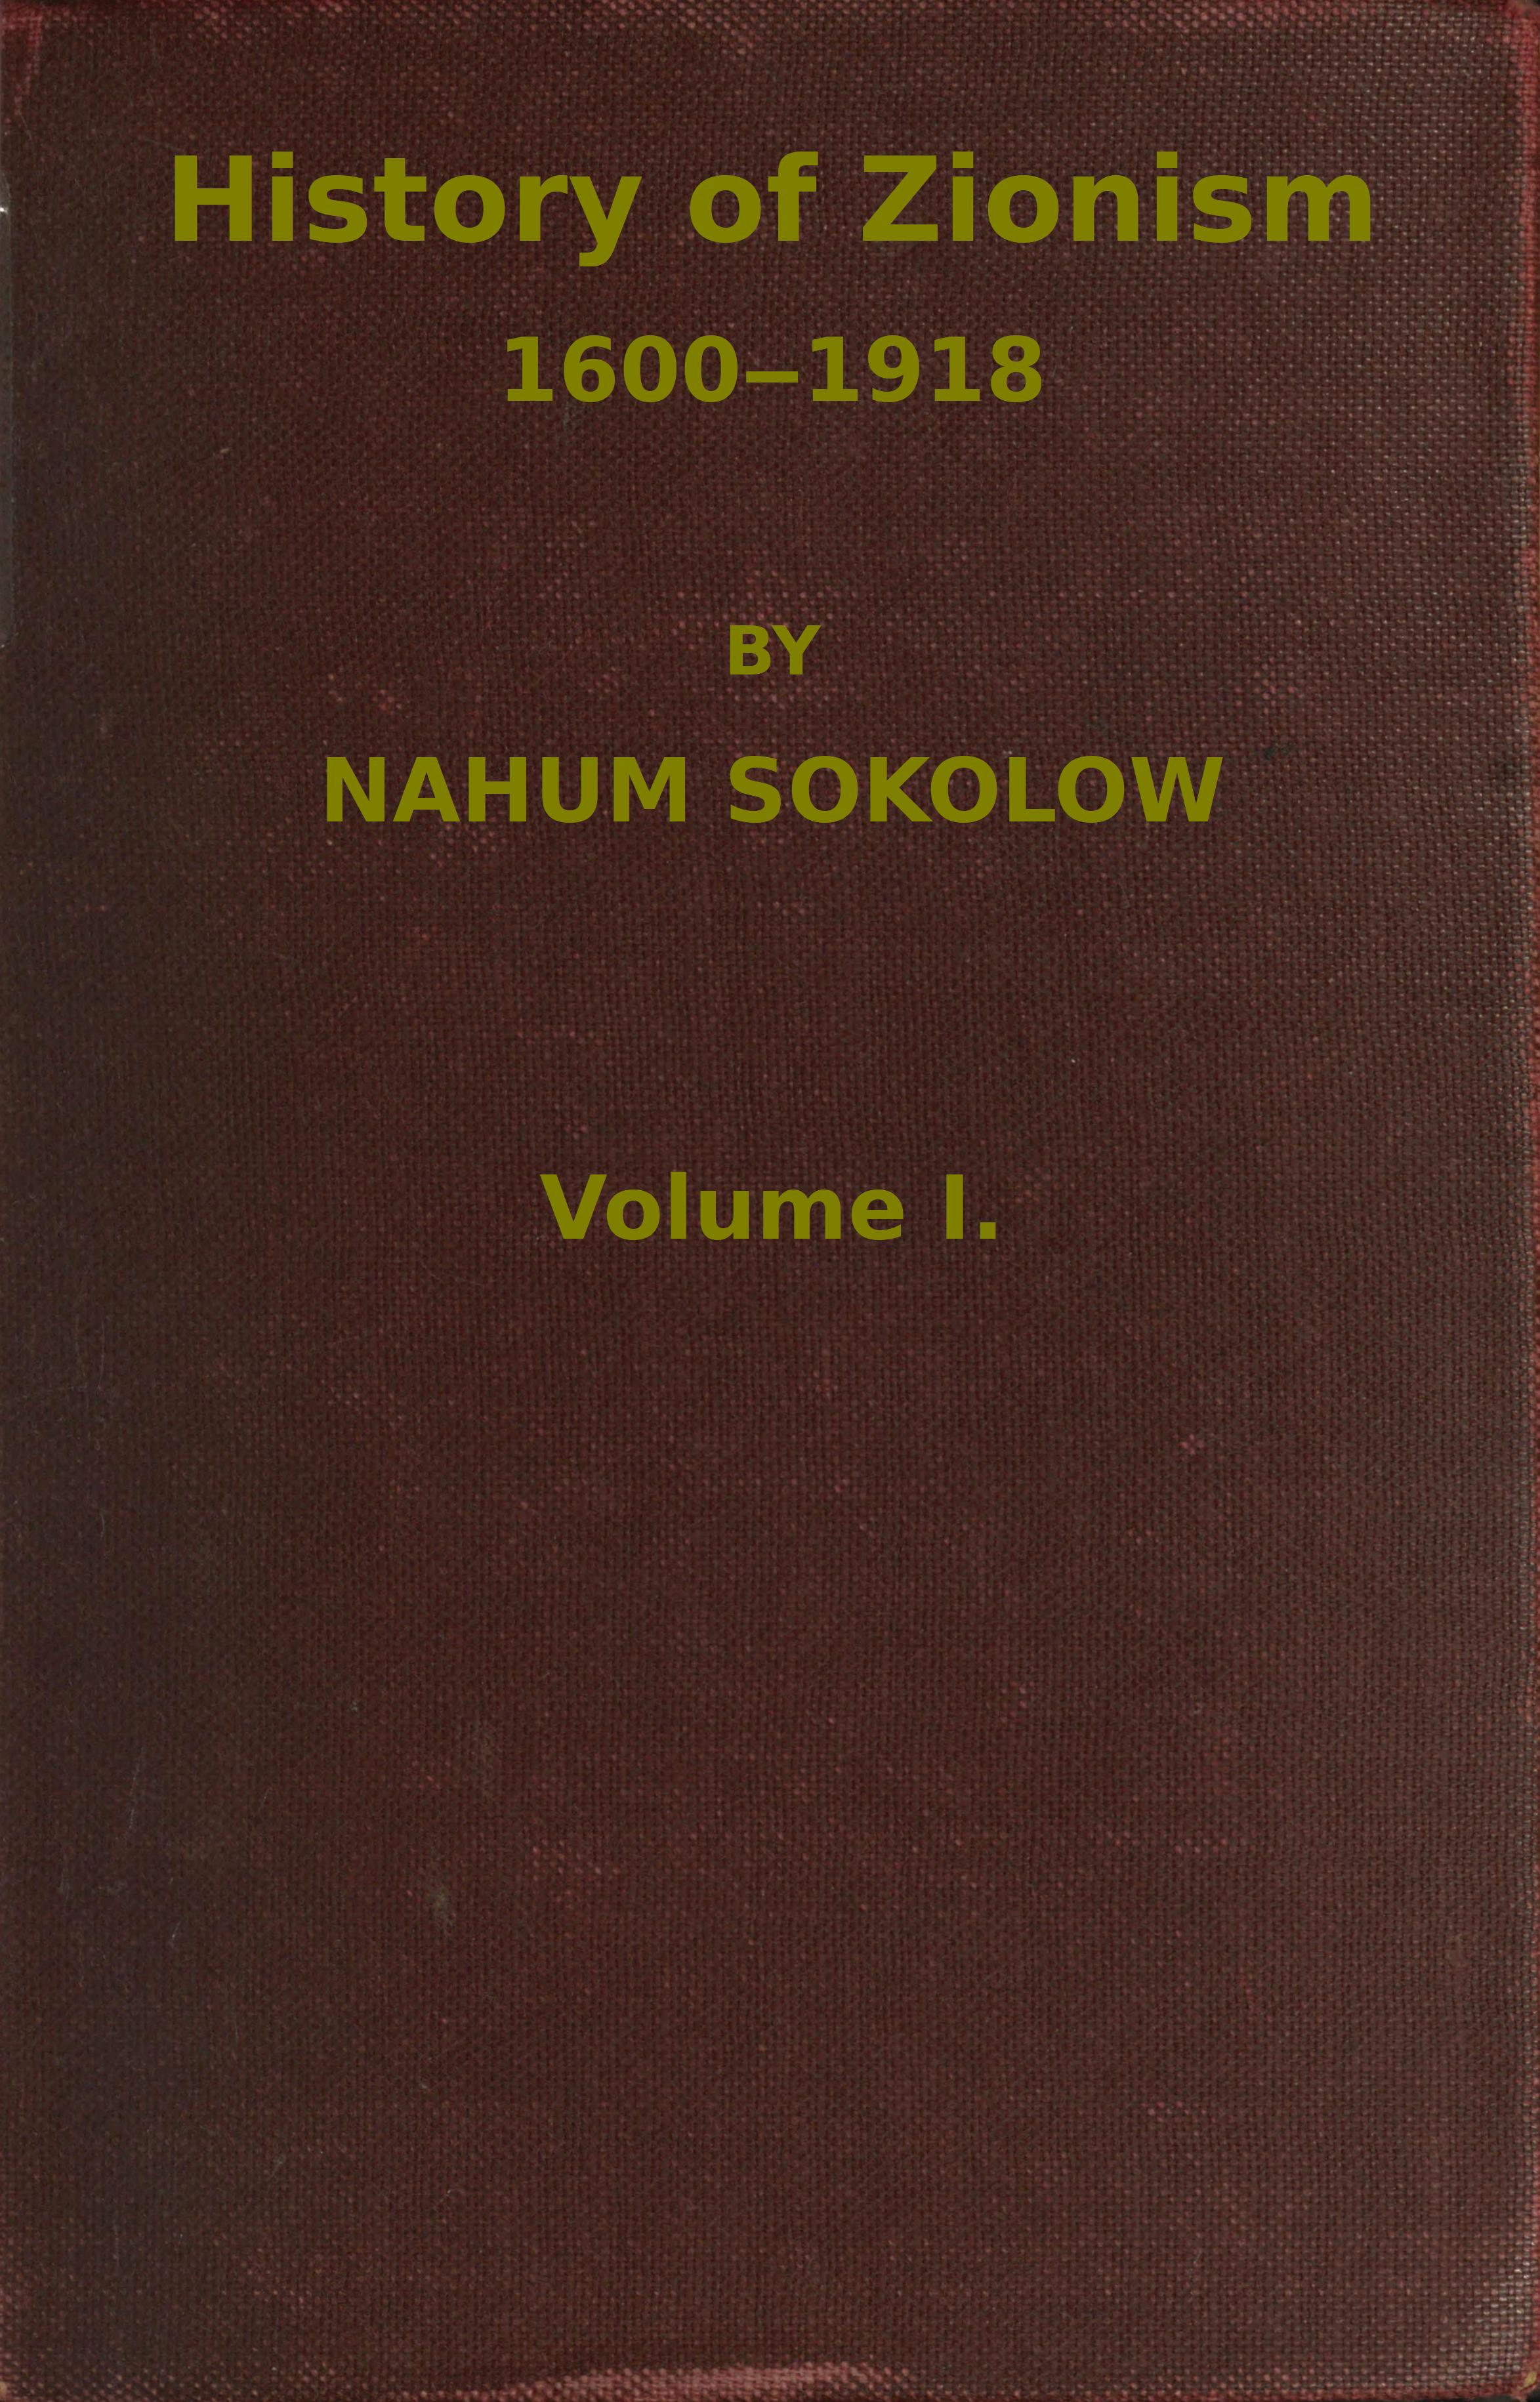 History of Zionism
1600–1918
BY
NAHUM SOKOLOW
Volume I.